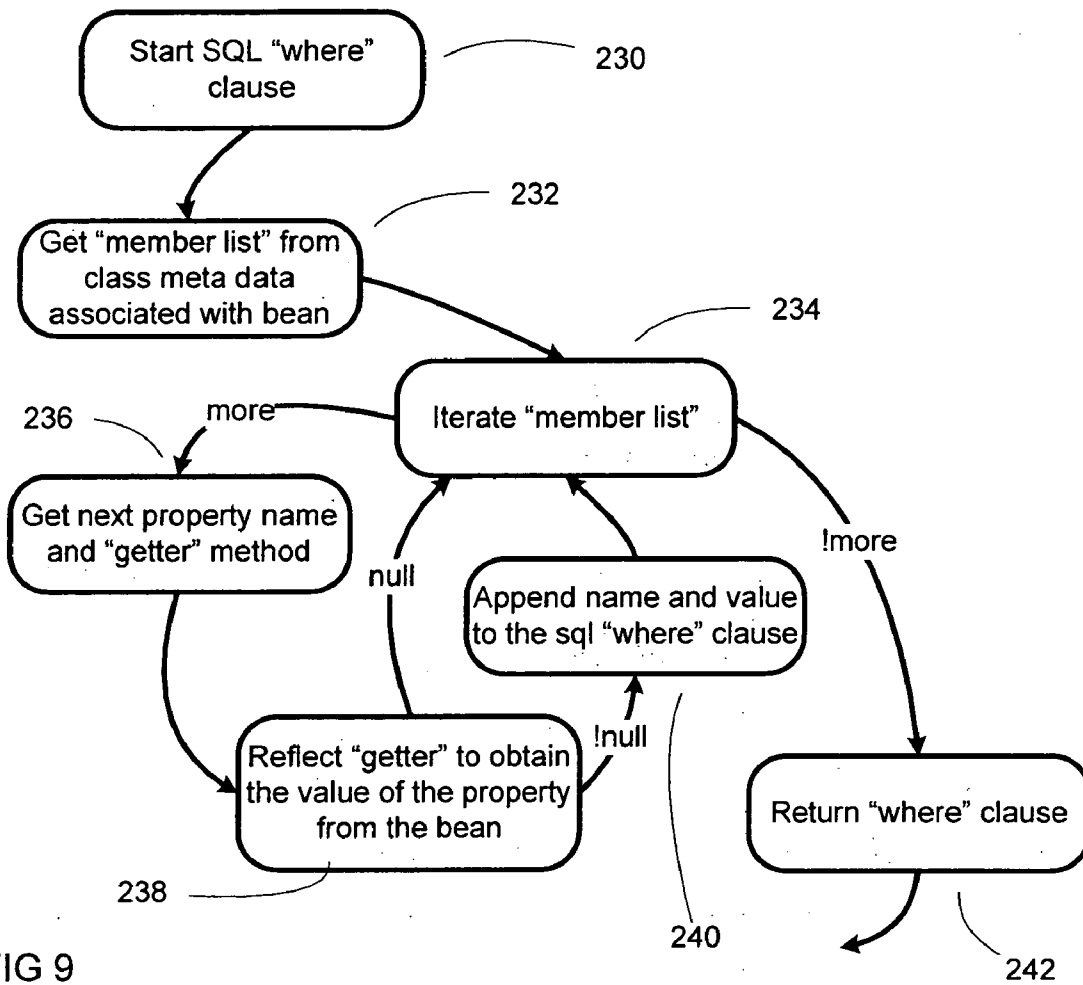 Start SQL “where”
clause
230
232
Get “member list” from
class meta data
associated with bean
234
Iterate “member list”
more
236
Get next property name
and “getter” method
null
!more
Append name and value
to the sql “where” clause
!null
Reflect “getter” to obtain
the value of the property
from the bean
Return “where” clause
238
240
242
IG 9